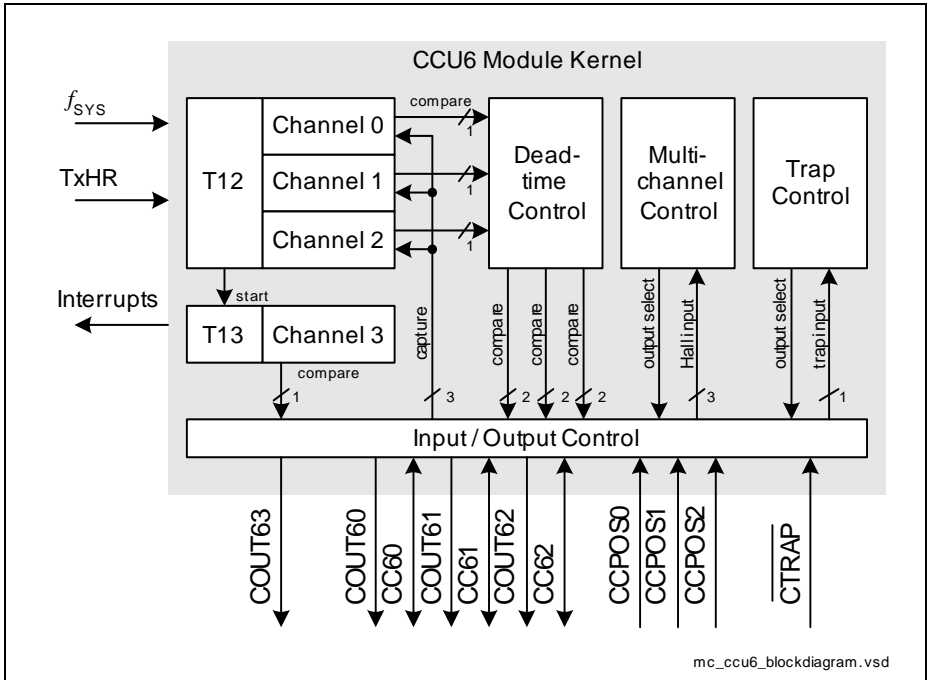 CCU6 Module Kernel
fSYS
TxHR
Interrupts
T12
Channel 0
Channel 1
Channel 2
compare
1
1
1
Dead-
time
Control
Multi-
channel
Control
Trap
Control
start
T13
Channel 3
compare
1
capture
3
compare
2
compare
2
compare
2
output select
Hall input
3
output select
trap input
1
Input / Output Control
COUT63
COUT60
CC60
COUT61
CC61
COUT62
CC62
CCPOS0
CCPOS1
CCPOS2
CTRAP
mc_ccu6_blockdiagram.vsd